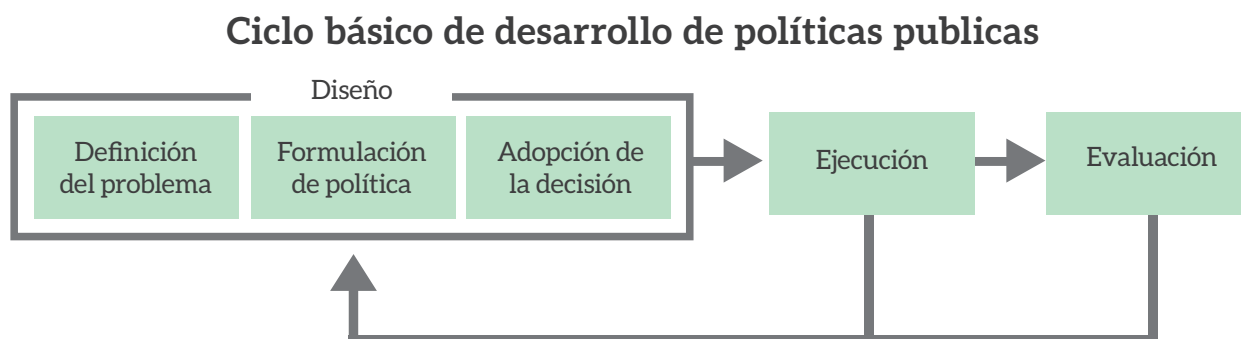 Ciclo básico de desarrollo de políticas publicas
Diseño
Definición
del problema
Formulación
de política
Adopción de
la decisión
Ejecución
Evaluación